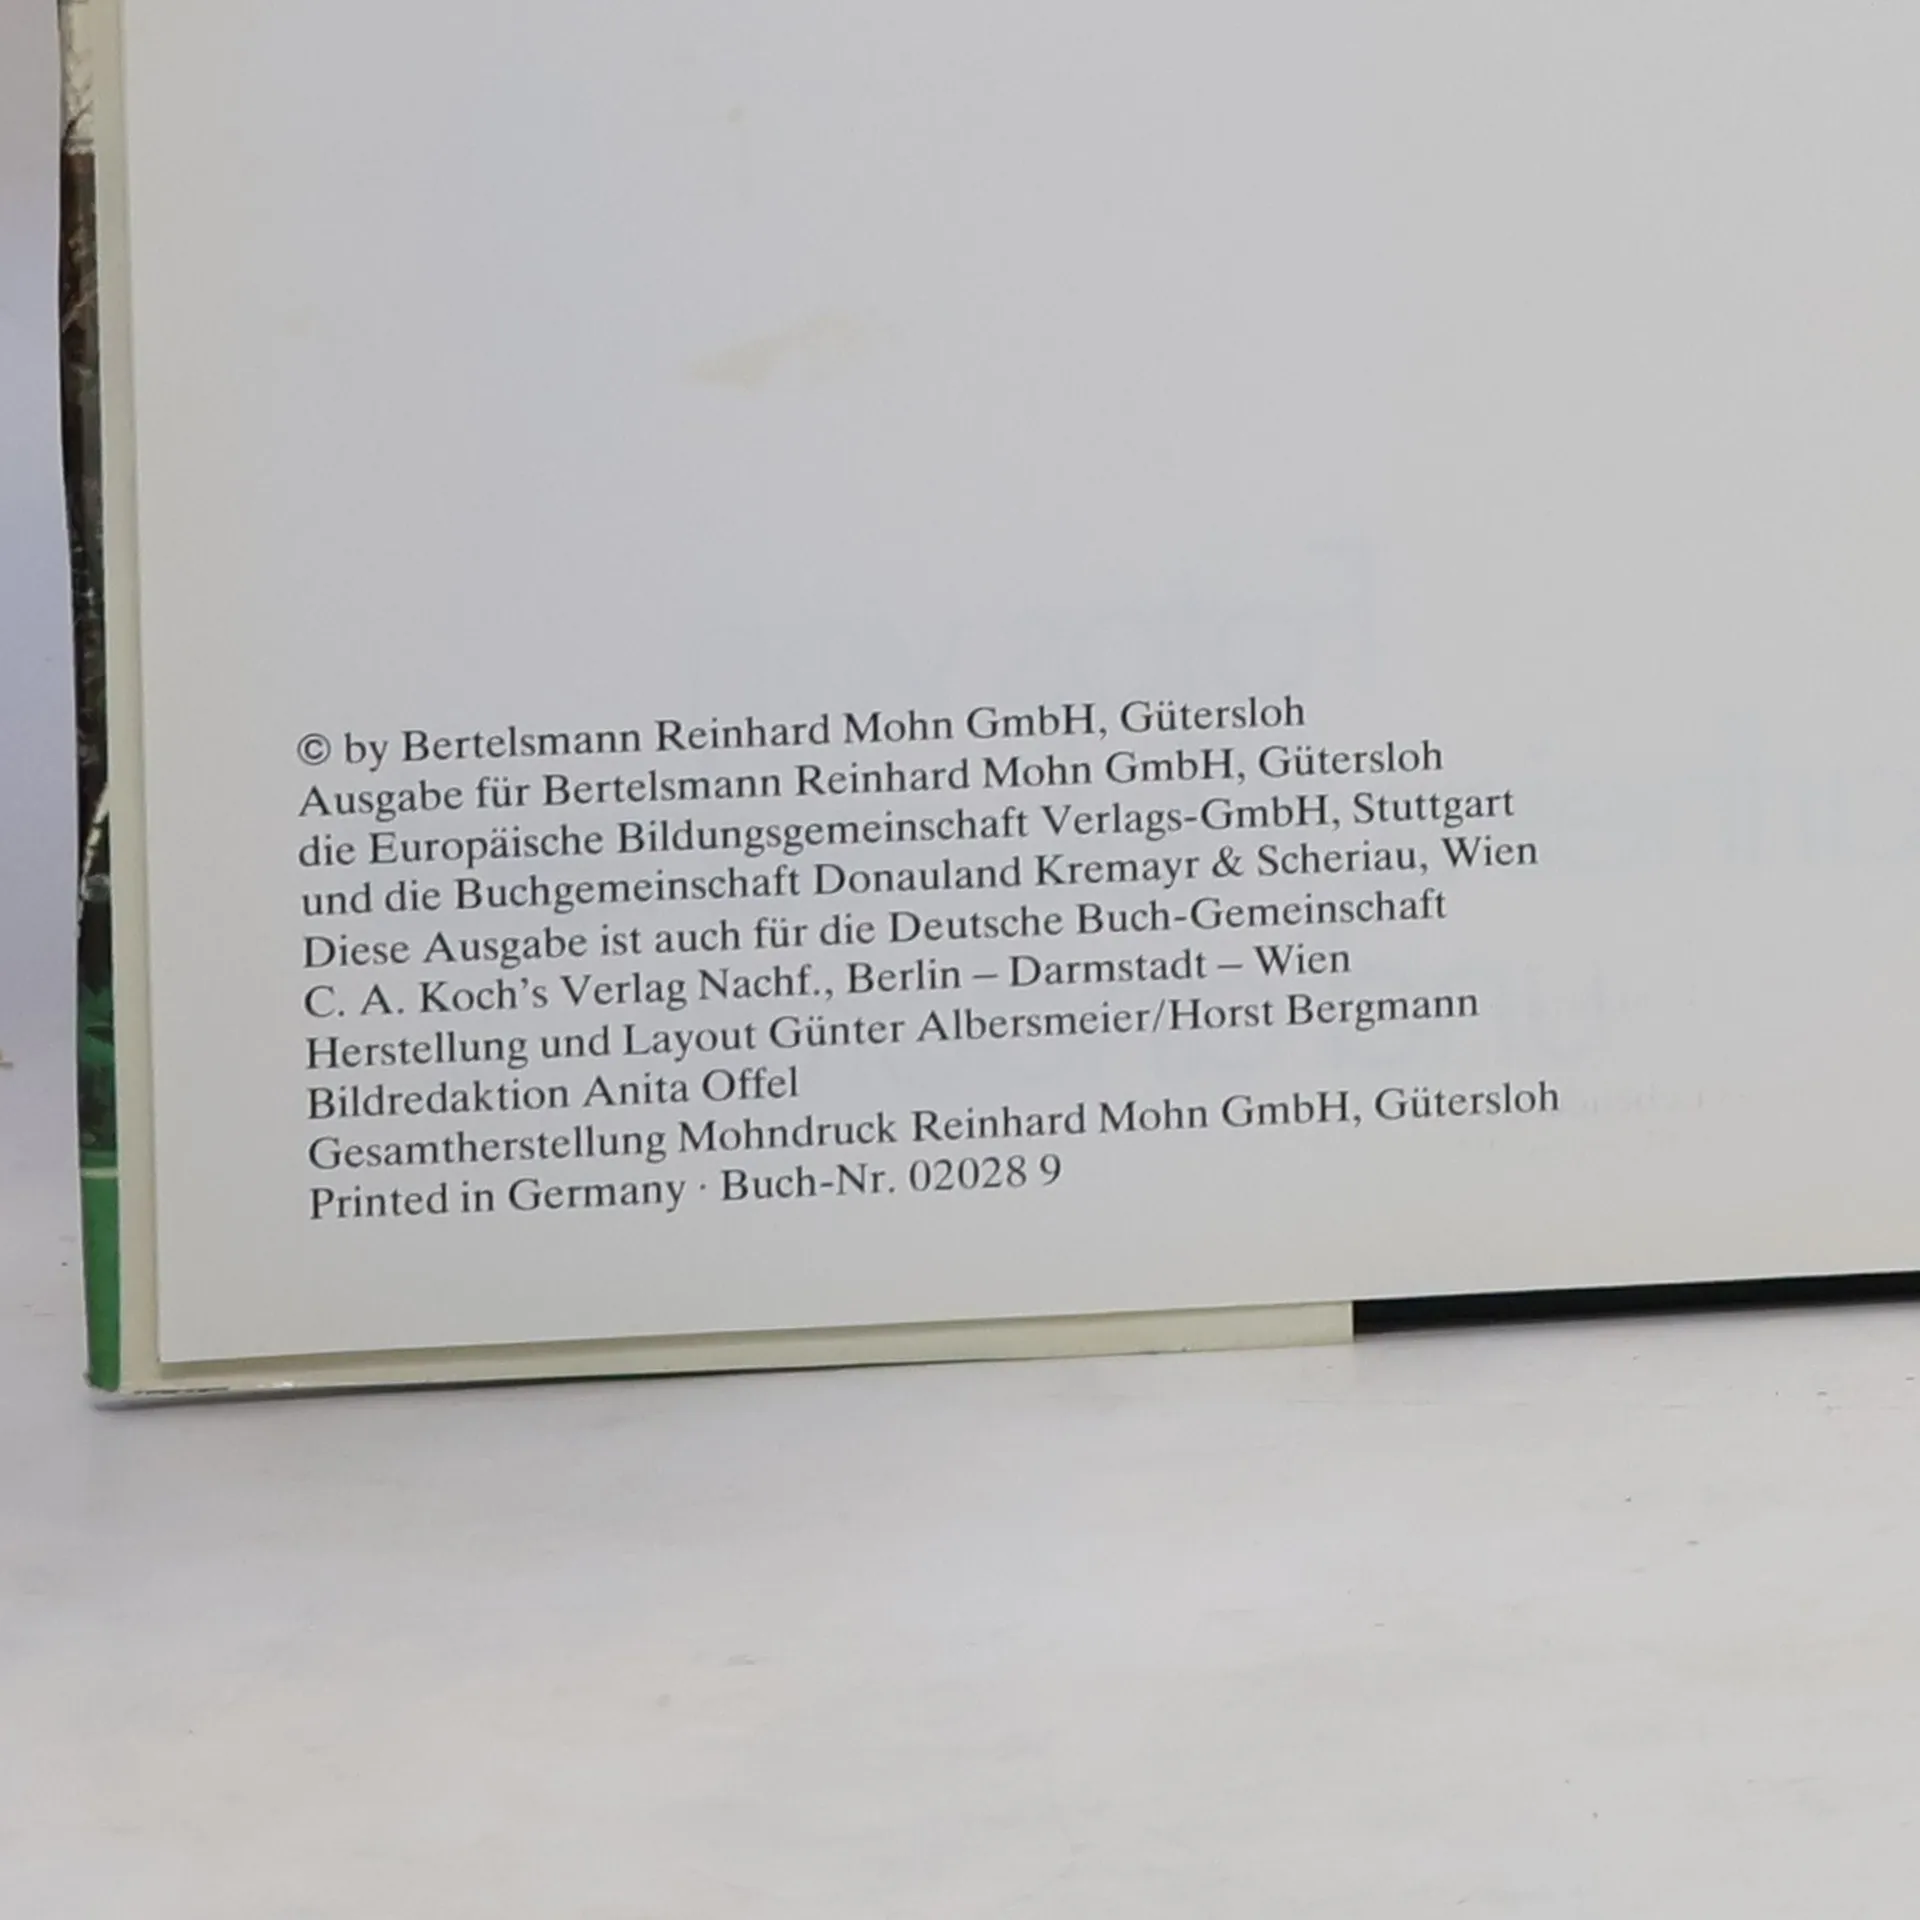 © by Bertelsmann Reinhard Mohn GmbH, Gütersloh
Ausgabe für Bertelsmann Reinhard Mohn GmbH, Gütersloh
die Europäische Bildungsgemeinschaft Verlags-GmbH, Stuttgart
und die Buchgemeinschaft Donauland Kremayr & Scheriau, Wien
Diese Ausgabe ist auch für die Deutsche Buch-Gemeinschaft
C. A. Koch’s Verlag Nachf., Berlin – Darmstadt – Wien
Herstellung und Layout Günter Albersmeier/Horst Bergmann
Bildredaktion Anita Offel
Gesamtherstellung Mohndruck Reinhard Mohn GmbH, Gütersloh
Printed in Germany · Buch-Nr. 02028 9